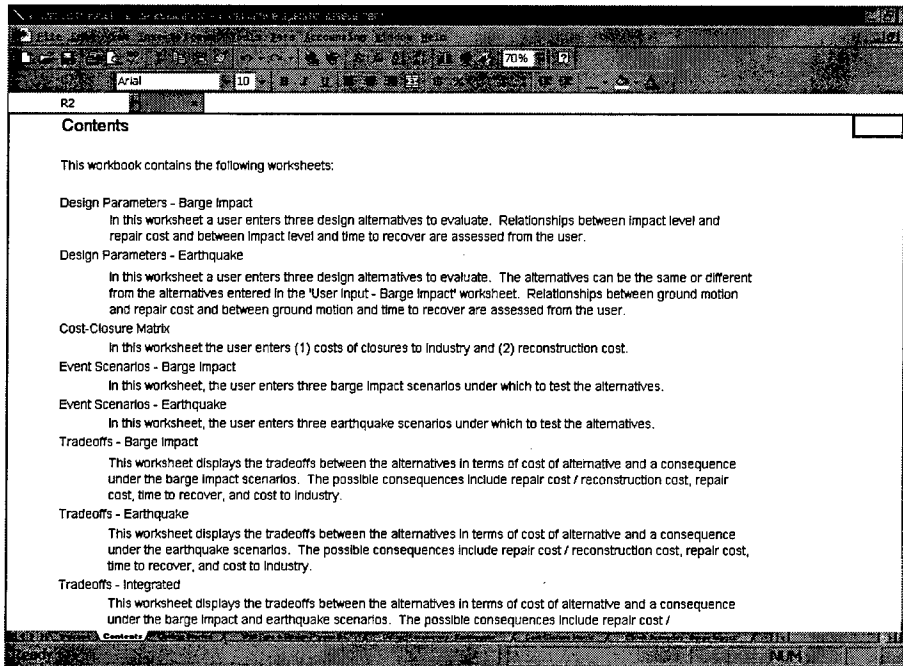 File
Window Help
70%
Arial
10
R2
Contents
This workbook contains the following worksheets:
Design Parameters - Barge Impact
In this worksheet a user enters three design alternatives to evaluate. Relationships between impact level and
repair cost and between impact level and time to recover are assessed from the user.
Design Parameters - Earthquake
In this worksheet a user enters three design alternatives to evaluate. The alternatives can be the same or different
from the alternatives entered in the 'User Input - Barge Impact' worksheet. Relationships between ground motion
and repair cost and between ground motion and time to recover are assessed from the user.
Cost-Closure Matrix
In this worksheet the user enters (1) costs of closures to industry and (2) reconstruction cost.
Event Scenarios - Barge Impact
In this worksheet, the user enters three barge impact scenarios under which to test the alternatives.
Event Scenarios - Earthquake
In this worksheet, the user enters three earthquake scenarios under which to test the alternatives.
Tradeoffs - Barge Impact
This worksheet displays the tradeoffs between the alternatives in terms of cost of alternative and a consequence
under the barge impact scenarios. The possible consequences include repair cost / reconstruction cost, repair
cost, time to recover, and cost to industry.
Tradeoffs - Earthquake
This worksheet displays the tradeoffs between the alternatives in terms of cost of alternative and a consequence
under the earthquake scenarios. The possible consequences include repair cost / reconstruction cost, repair cost,
time to recover, and cost to industry.
Tradeoffs - Integrated
This worksheet displays the tradeoffs between the alternatives in terms of cost of alternative and a consequence
under the barge impact and earthquake scenarios. The possible consequences include repair cost /
Contents
Ready
NUM